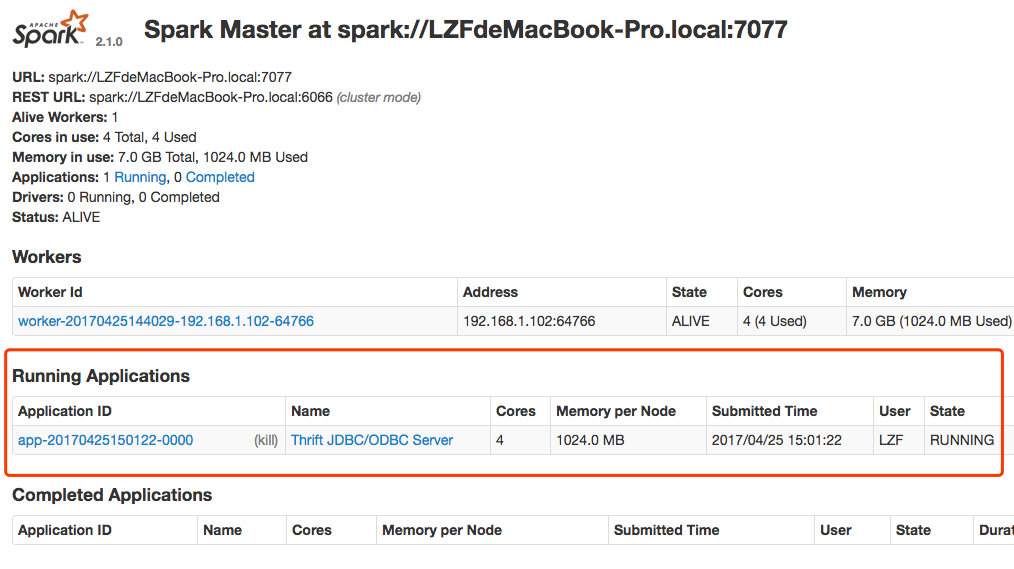 APACHE
Spark 2.1.0 Spark Master at spark://LZFdeMacBook-Pro.local:7077
URL: spark://LZFdeMacBook-Pro.local:7077
REST URL: spark://LZFdeMacBook-Pro.local:6066 (cluster mode)
Alive Workers: 1
Cores in use: 4 Total, 4 Used
Memory in use: 7.0 GB Total, 1024.0 MB Used
Applications: 1 Running, 0 Completed
Drivers: 0 Running, 0 Completed
Status: ALIVE
Workers
Worker Id Address State Cores Memory
worker-20170425144029-192.168.1.102-64766 192.168.1.102:64766 ALIVE 4 (4 Used) 7.0 GB (1024.0 MB Used)
Running Applications
Application ID Name Cores Memory per Node Submitted Time User State
app-20170425150122-0000 (kill) Thrift JDBC/ODBC Server 4 1024.0 MB 2017/04/25 15:01:22 LZF RUNNING
Completed Applications
Application ID Name Cores Memory per Node Submitted Time User State Durat